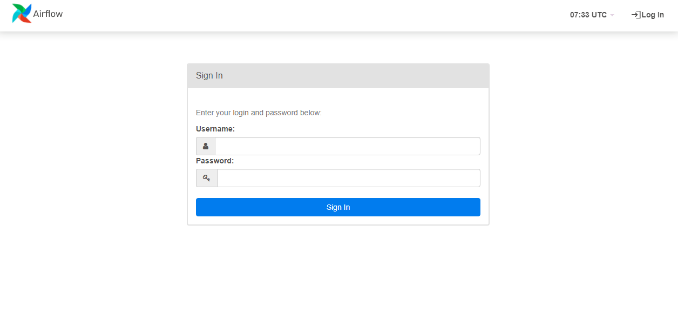 Airflow
07:33 UTC
Log In
Sign In
Enter your login and password below
Username:
Password:
Sign In